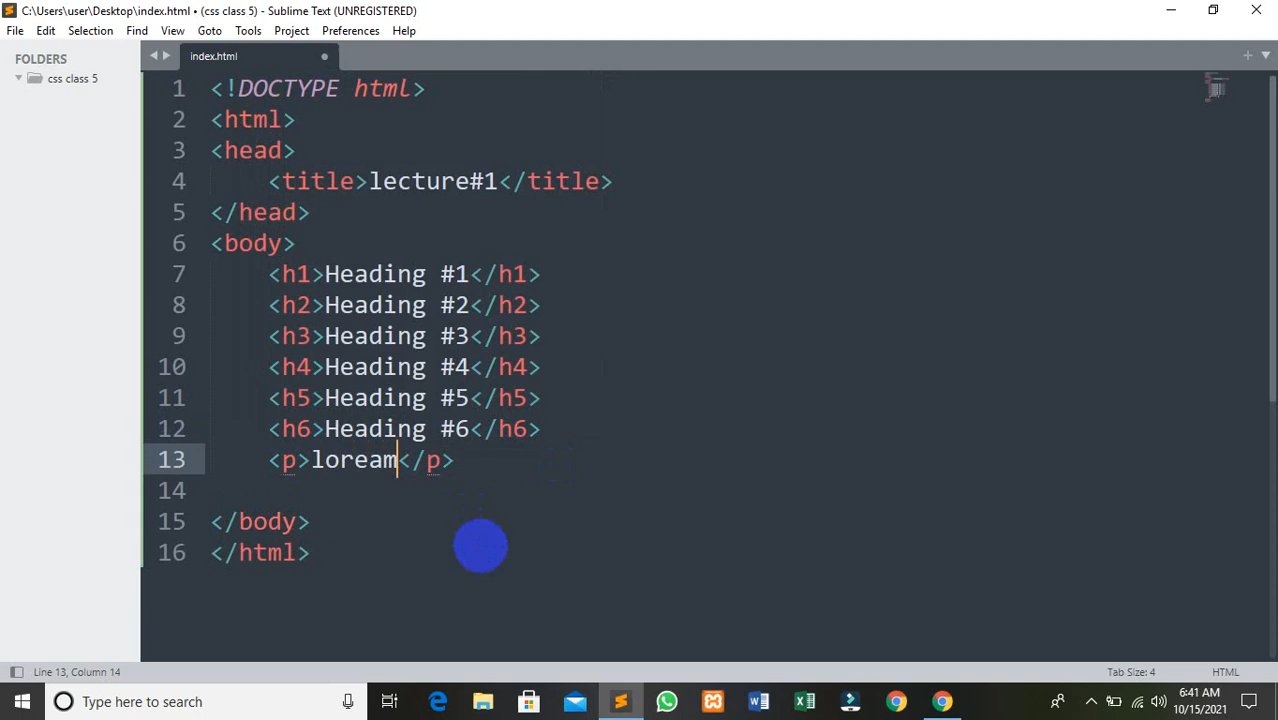 C:\Users\user\Desktop\index.html • (css class 5) - Sublime Text (UNREGISTERED)
File Edit Selection Find View Goto Tools Project Preferences Help
FOLDERS
css class 5
index.html
1 <!DOCTYPE html>
2 <html>
3 <head>
4 <title>lecture#1</title>
5 </head>
6 <body>
7 <h1>Heading #1</h1>
8 <h2>Heading #2</h2>
9 <h3>Heading #3</h3>
10 <h4>Heading #4</h4>
11 <h5>Heading #5</h5>
12 <h6>Heading #6</h6>
13 <p>loream</p>
14
15 </body>
16 </html>
Line 13, Column 14
Tab Size: 4
HTML
Type here to search
6:41 AM
10/15/2021